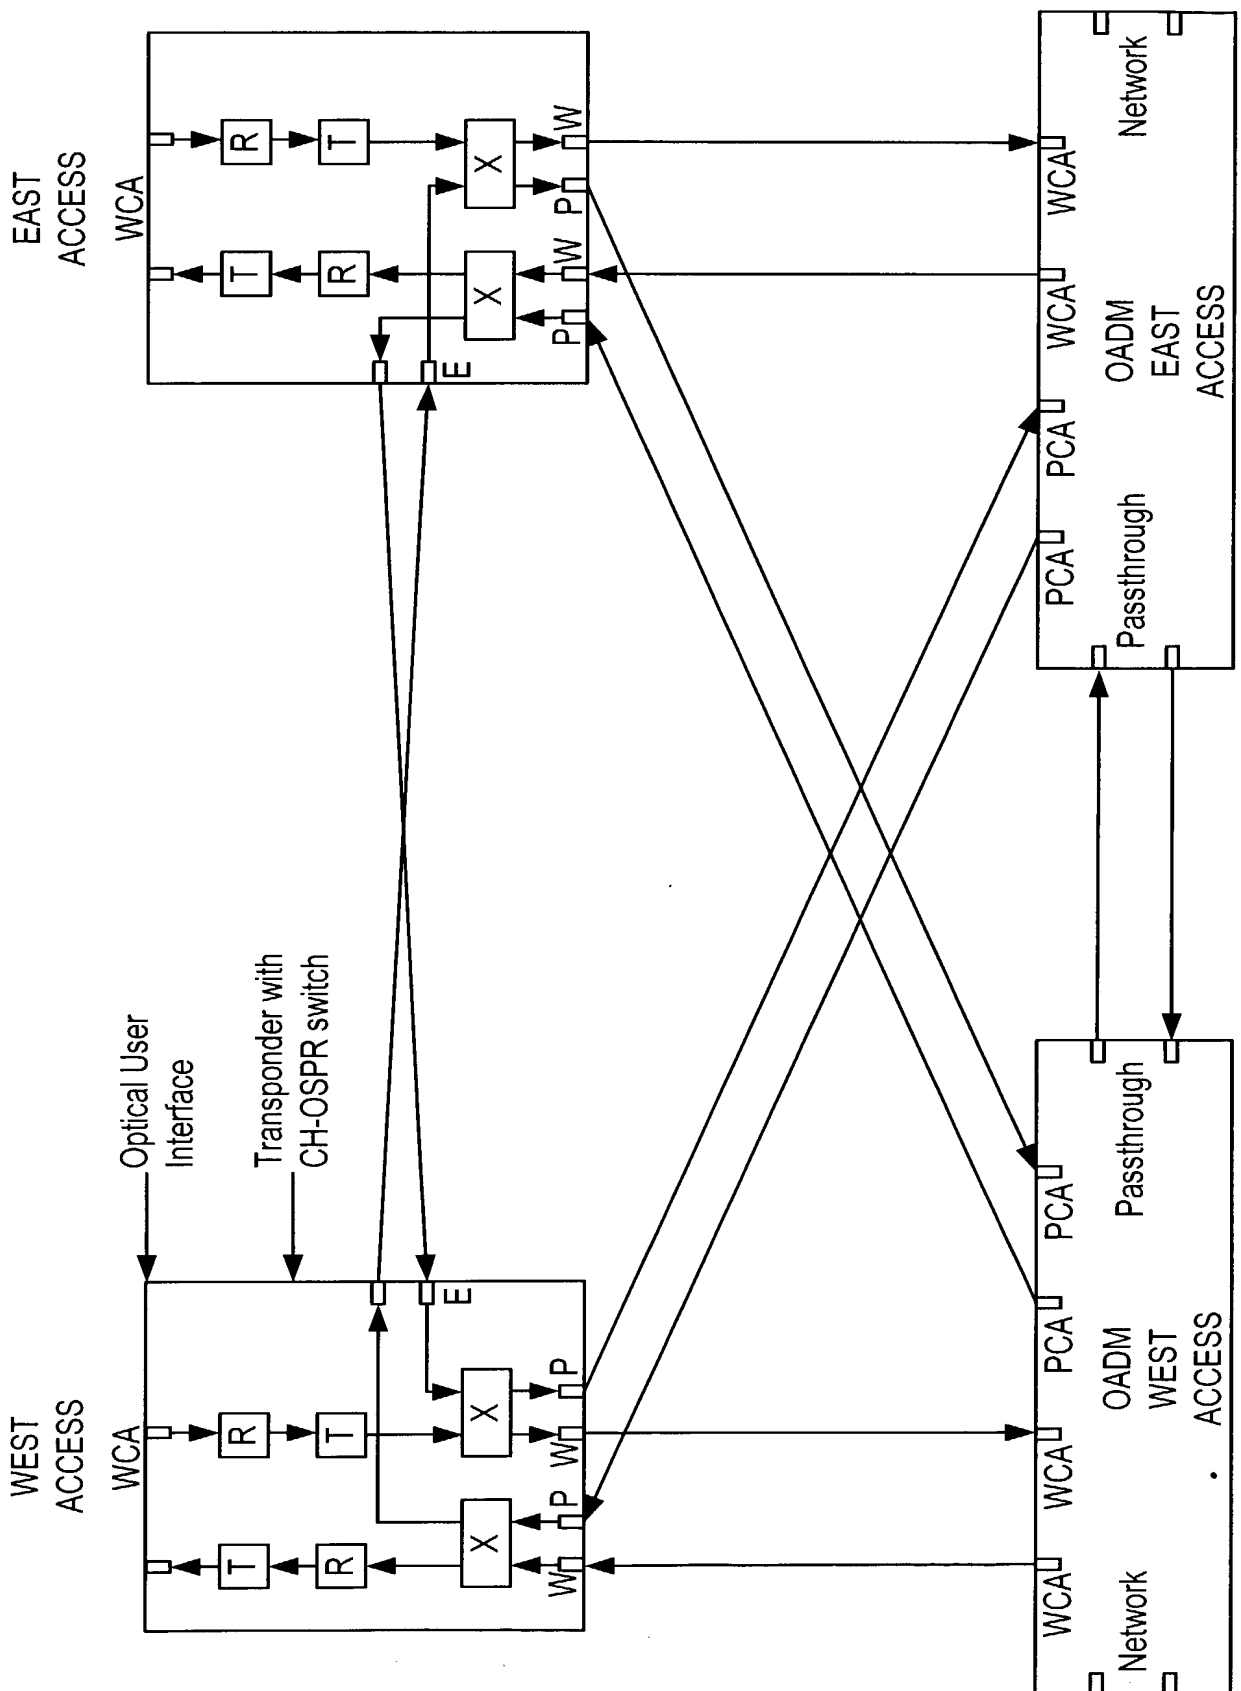 WEST
ACCESS
WCA
Optical User
Interface
Transponder with
CH-OSPR switch
EAST
ACCESS
WCA
T
R
R
T
X
X
W
P
W
P
E
T
R
R
T
X
X
P
W
P
W
E
WCA
WCA
PCA
PCA
Network
Passthrough
OADM
WEST
ACCESS
PCA
PCA
WCA
WCA
Passthrough
Network
OADM
EAST
ACCESS